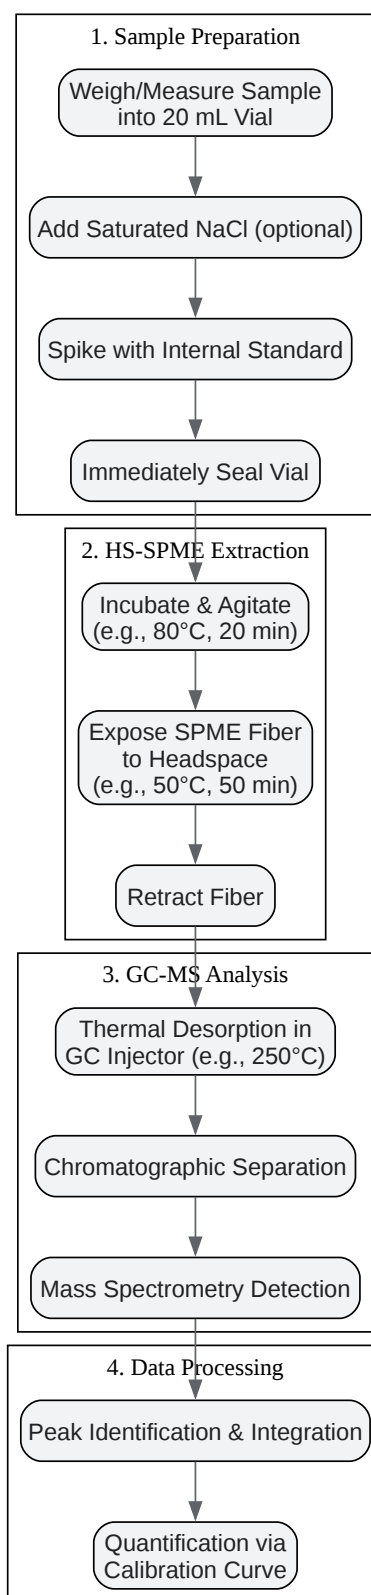 1. Sample Preparation
Weigh/Measure Sample
into 20 mL Vial
Add Saturated NaCl (optional)
Spike with Internal Standard
Immediately Seal Vial
2. HS-SPME Extraction
Incubate & Agitate
(e.g., 80°C, 20 min)
Expose SPME Fiber
to Headspace
(e.g., 50°C, 50 min)
Retract Fiber
3. GC-MS Analysis
Thermal Desorption in
GC Injector (e.g., 250°C)
Chromatographic Separation
Mass Spectrometry Detection
4. Data Processing
Peak Identification & Integration
Quantification via
Calibration Curve